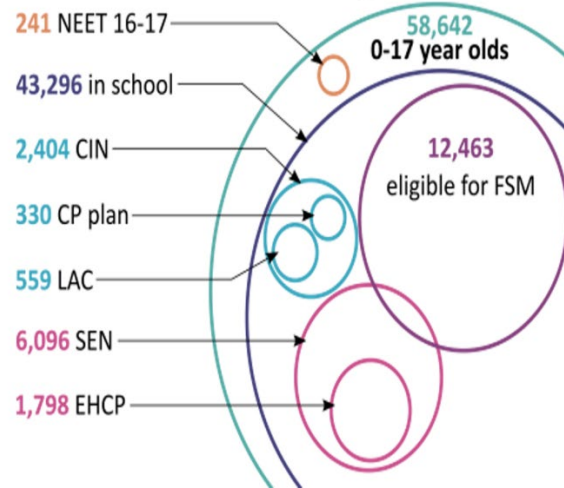 241 NEET 16-17
58,642
0-17 year olds
43,296 in school
2,404 CIN
12,463
eligible for FSM
330 CP plan
559 LAC
6,096 SEN
1,798 EHCP